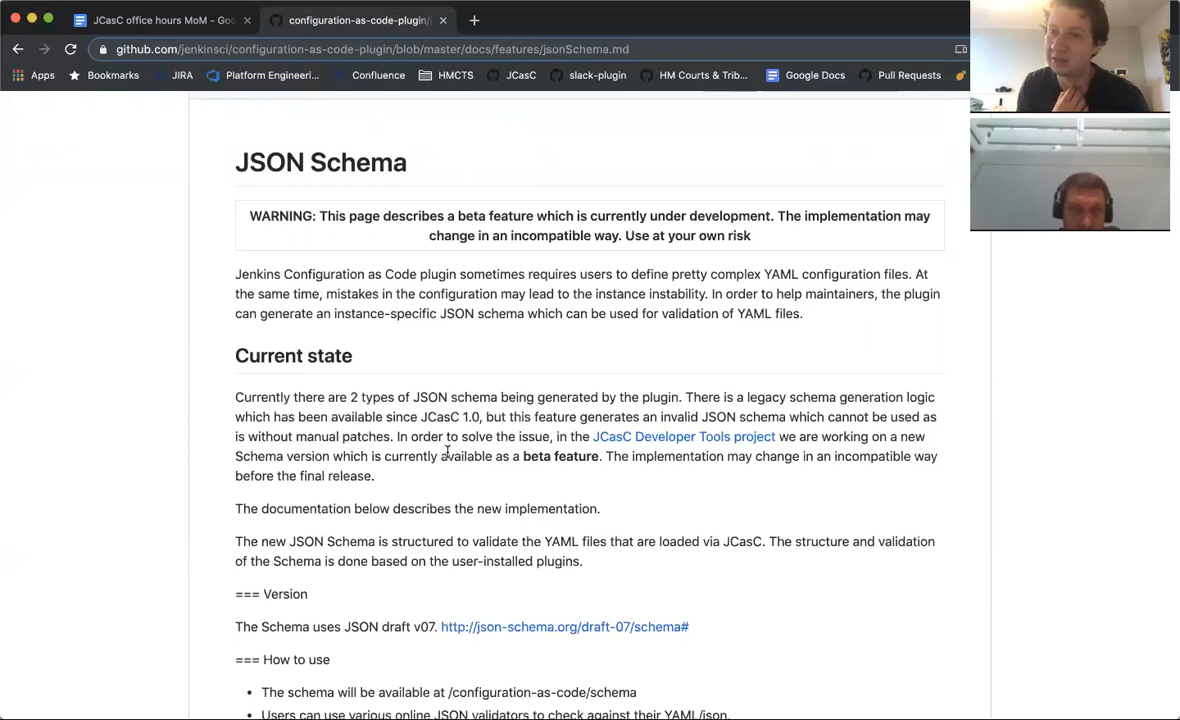 JCasC office hours MoM - Goo
configuration-as-code-plugin/
github.com/jenkinsci/configuration-as-code-plugin/blob/master/docs/features/jsonSchema.md
Apps Bookmarks JIRA Platform Engineeri... Confluence HMCTS JCasC slack-plugin HM Courts & Trib... Google Docs Pull Requests
JSON Schema
WARNING: This page describes a beta feature which is currently under development. The implementation may
change in an incompatible way. Use at your own risk
Jenkins Configuration as Code plugin sometimes requires users to define pretty complex YAML configuration files. At
the same time, mistakes in the configuration may lead to the instance instability. In order to help maintainers, the plugin
can generate an instance-specific JSON schema which can be used for validation of YAML files.
Current state
Currently there are 2 types of JSON schema being generated by the plugin. There is a legacy schema generation logic
which has been available since JCasC 1.0, but this feature generates an invalid JSON schema which cannot be used as
is without manual patches. In order to solve the issue, in the JCasC Developer Tools project we are working on a new
Schema version which is currently available as a beta feature. The implementation may change in an incompatible way
before the final release.
The documentation below describes the new implementation.
The new JSON Schema is structured to validate the YAML files that are loaded via JCasC. The structure and validation
of the Schema is done based on the user-installed plugins.
=== Version
The Schema uses JSON draft v07. http://json-schema.org/draft-07/schema#
=== How to use
• The schema will be available at /configuration-as-code/schema
• Users can use various online JSON validators to check against their YAML/json.